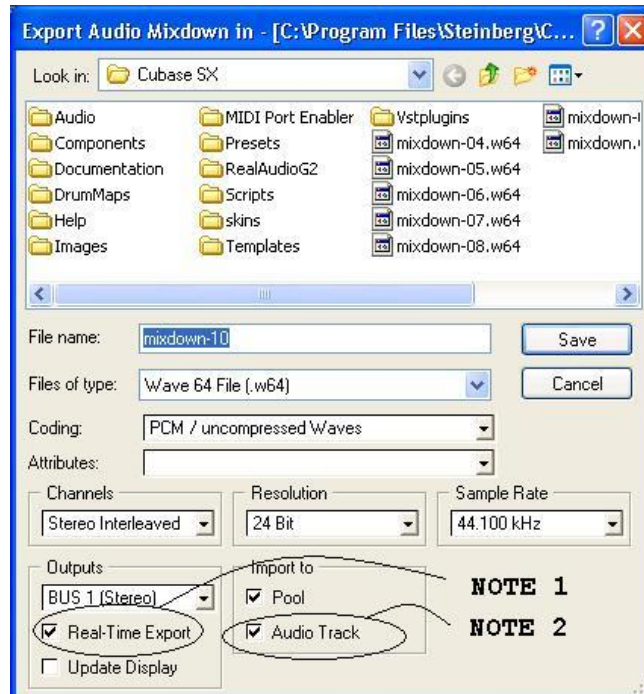 Export Audio Mixdown in - [C:\Program Files\Steinberg\C...
Look in: Cubase SX
Audio
Components
Documentation
DrumMaps
Help
Images
MIDI Port Enabler
Presets
RealAudioG2
Scripts
skins
Templates
Vstplugins
mixdown-04.w64
mixdown-05.w64
mixdown-06.w64
mixdown-07.w64
mixdown-08.w64
mixdown-
mixdown.
File name: mixdown-10
Save
Files of type: Wave 64 File (.w64)
Cancel
Coding: PCM / uncompressed Waves
Attributes:
Channels
Stereo Interleaved
Resolution
24 Bit
Sample Rate
44.100 kHz
Outputs
BUS 1 (Stereo)
Real-Time Export
Update Display
Import to
Pool
Audio Track
NOTE 1
NOTE 2